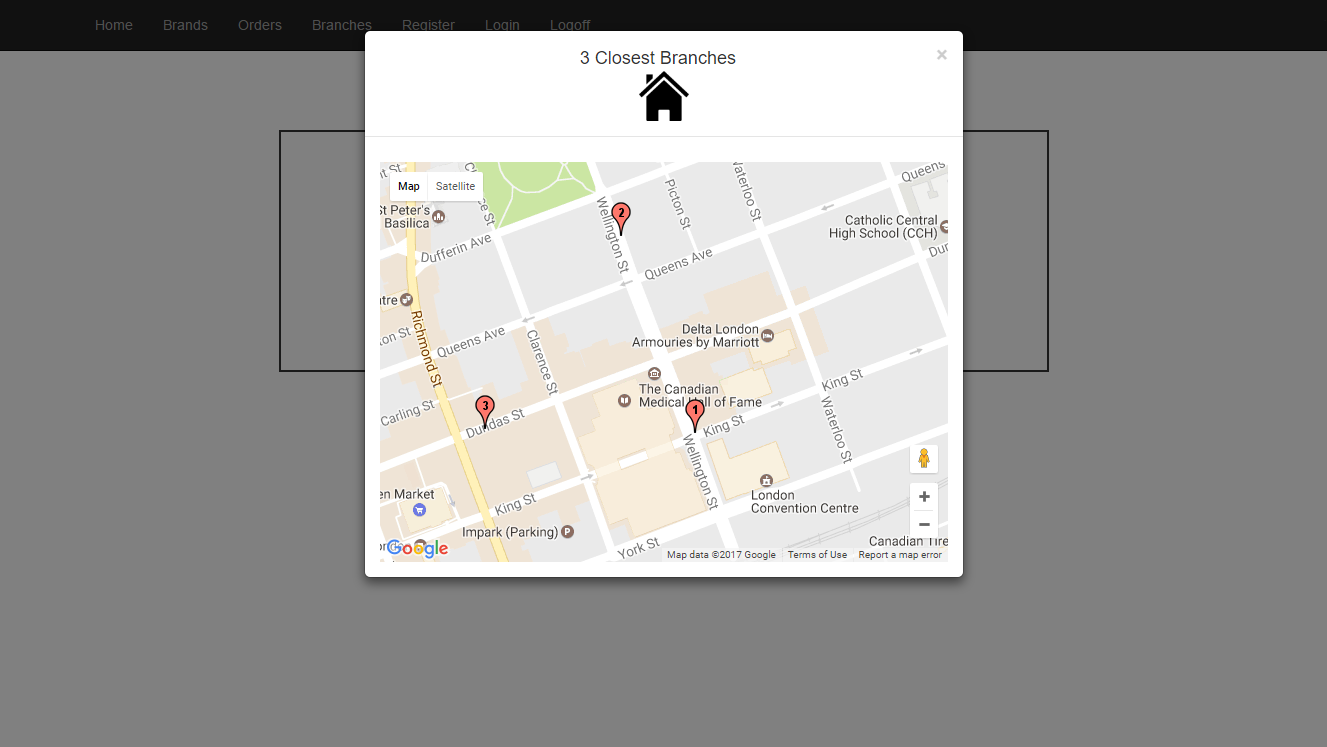 Home Brands Orders Branches Register Login Logoff
3 Closest Branches
×
Map Satellite
St Peter's
Basilica
Dufferin Ave
Wellington St
2
Picton St
Waterloo St
Queens
Catholic Central
High School (CCH)
Queens Ave
Richmond St
Queens Ave
Clarence St
Delta London
Armouries by Marriott
The Canadian
Medical Hall of Fame
King St
Carling St
3
Dundas St
1
King St
Wellington St
Waterloo St
London
Convention Centre
King St
Impark (Parking)
P
York St
+
−
Google
Map data ©2017 Google Terms of Use Report a map error